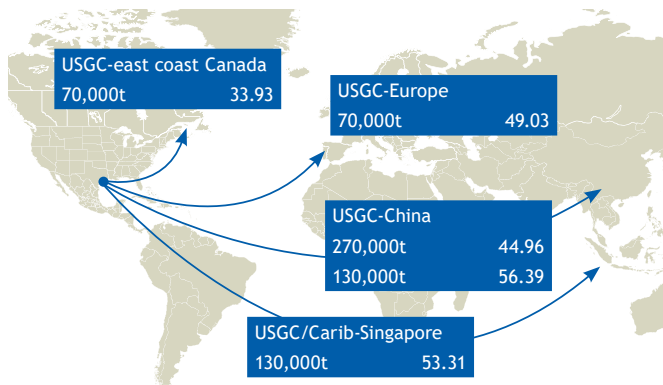 USGC-east coast Canada
70,000t 33.93
USGC-Europe
70,000t 49.03
USGC-China
270,000t 44.96
130,000t 56.39
USGC/Carib-Singapore
130,000t 53.31